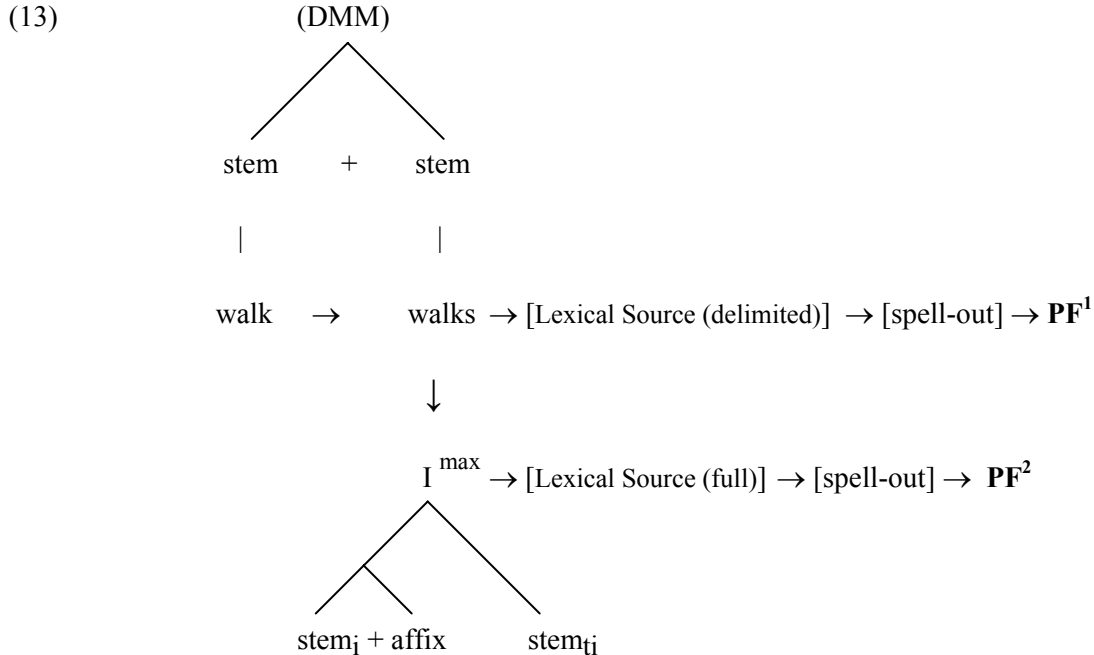 (13) (DMM)
stem + stem
| |
walk → walks → [Lexical Source (delimited)] → [spell-out] → PF¹
↓
I max → [Lexical Source (full)] → [spell-out] → PF²
stemi + affix stemti